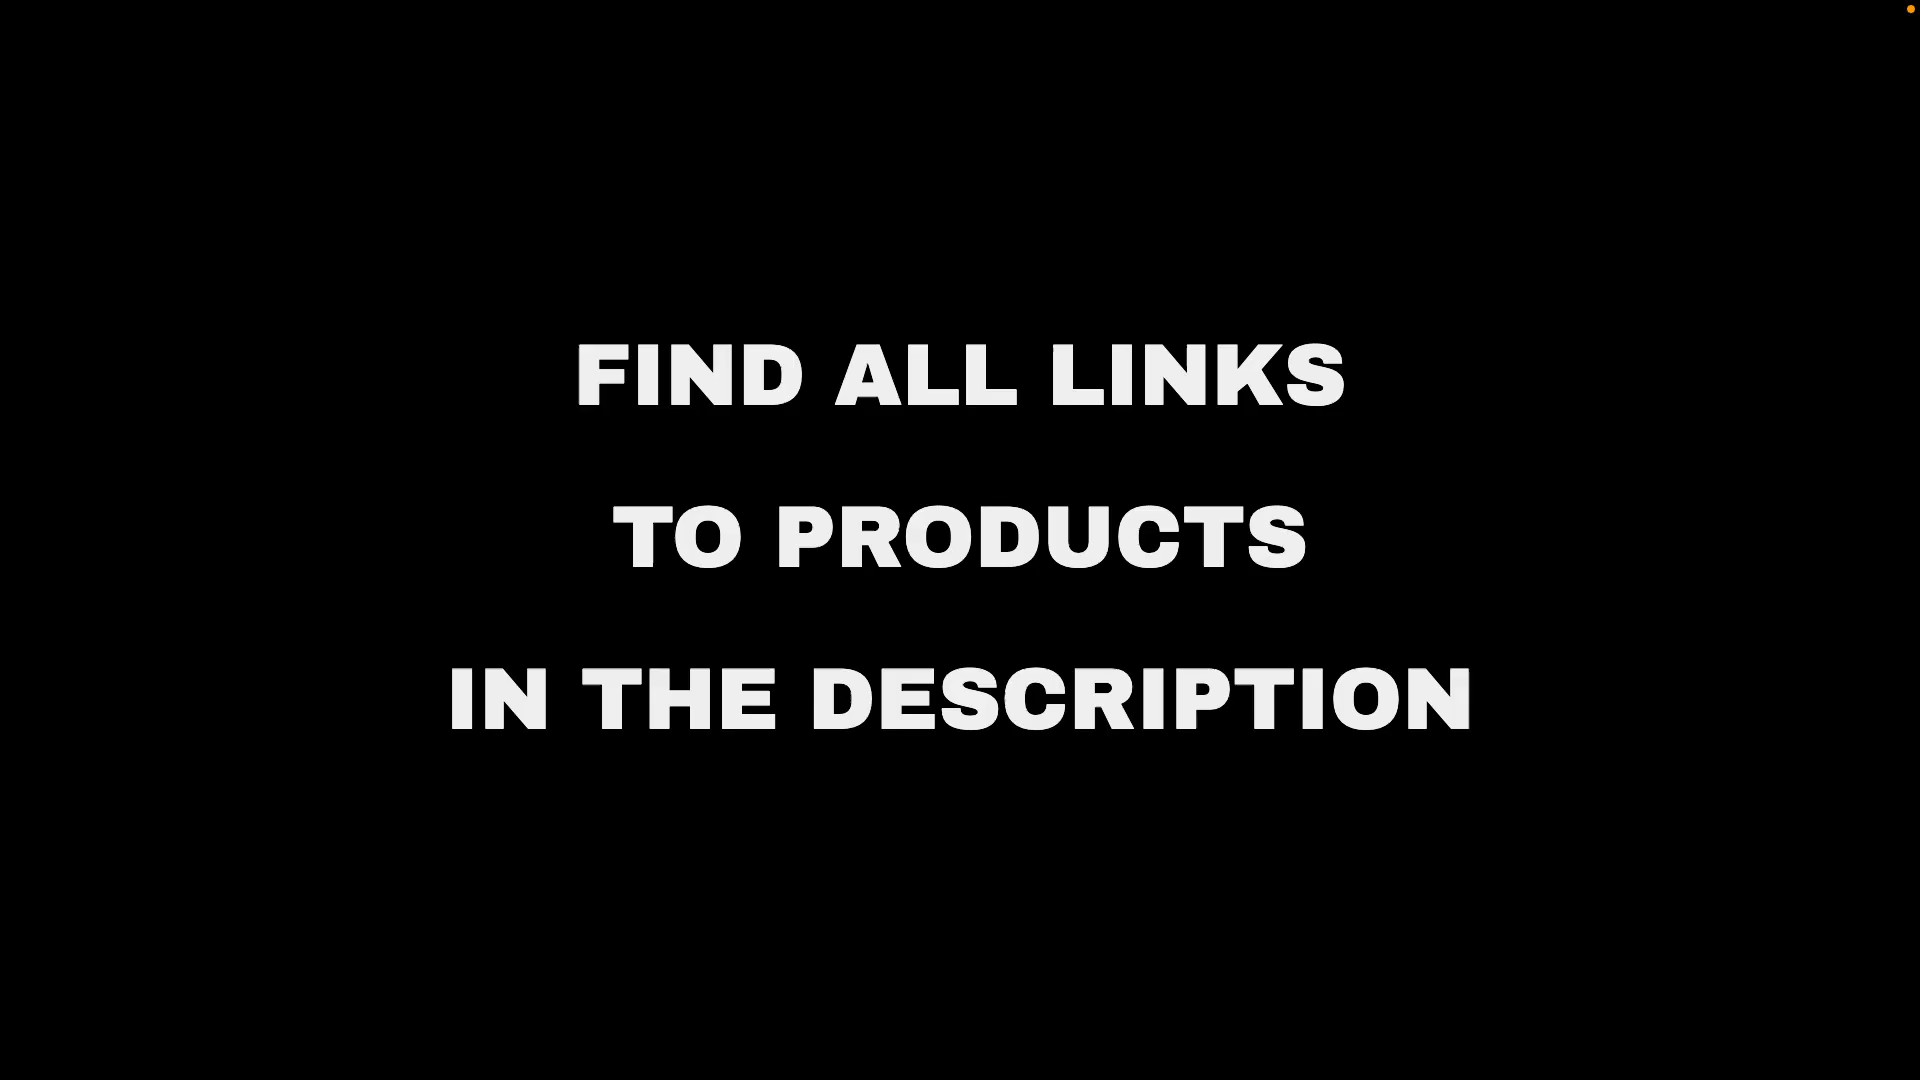 FIND ALL LINKS
TO PRODUCTS
IN THE DESCRIPTION